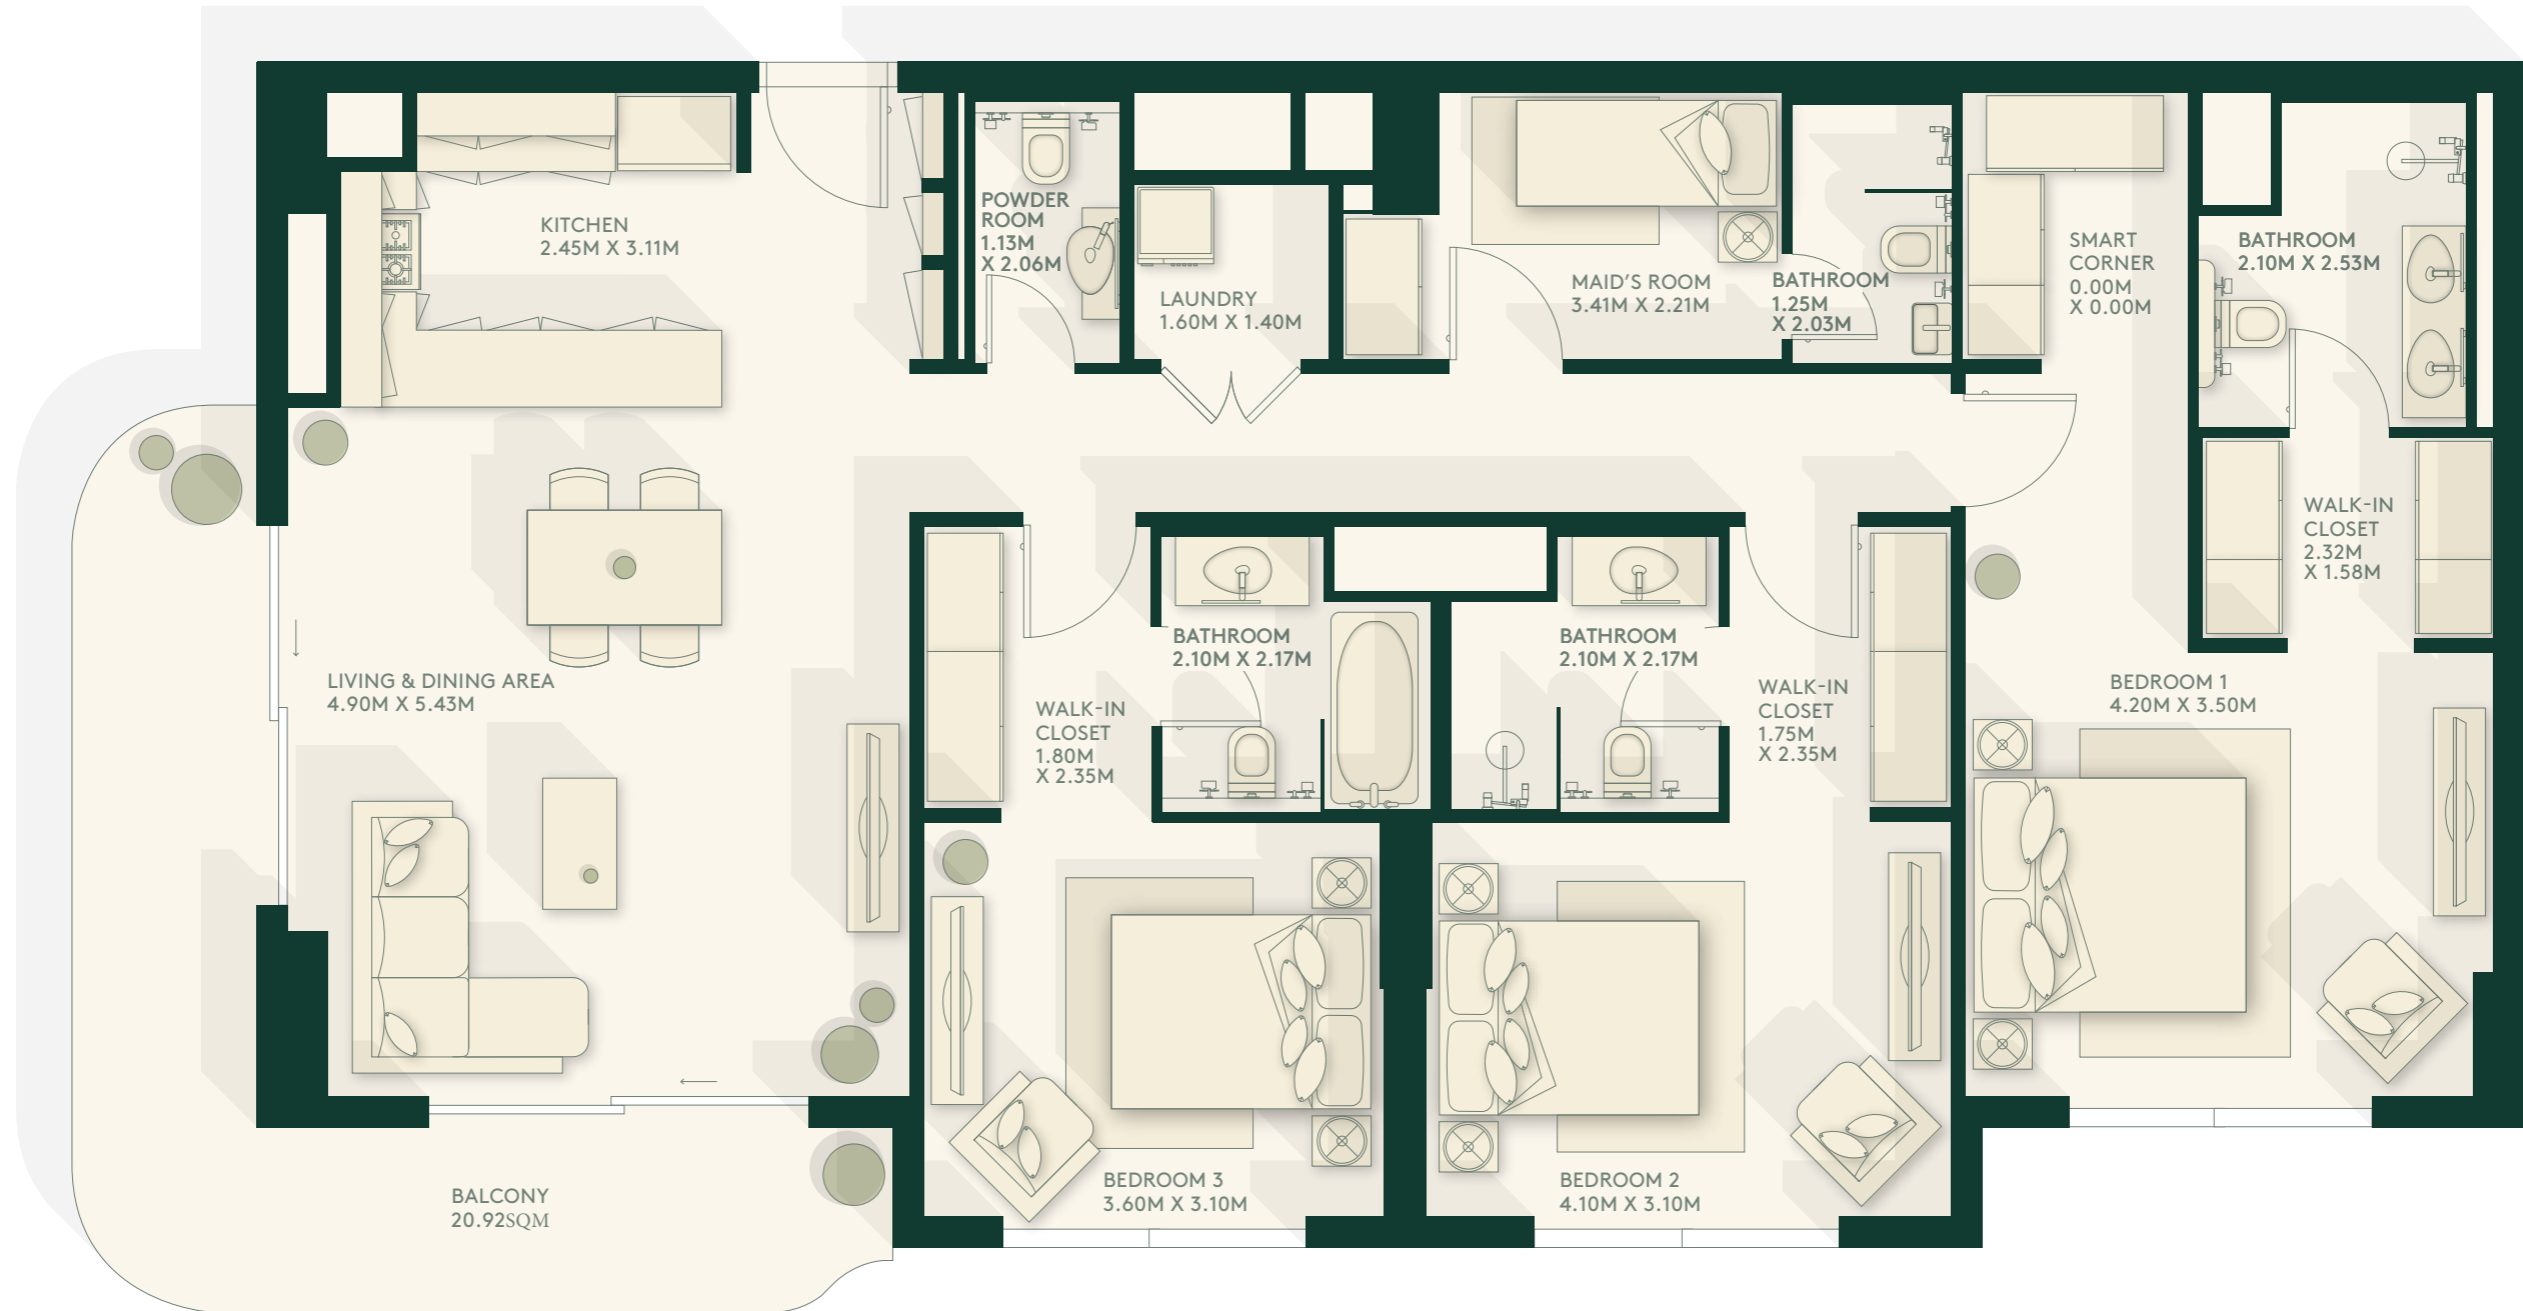 KITCHEN
2.45M X 3.11M
POWDER
ROOM
1.13M
X 2.06M
LAUNDRY
1.60M X 1.40M
MAID'S ROOM
3.41M X 2.21M
BATHROOM
1.25M
X 2.03M
SMART
CORNER
0.00M
X 0.00M
BATHROOM
2.10M X 2.53M
WALK-IN
CLOSET
2.32M
X 1.58M
LIVING & DINING AREA
4.90M X 5.43M
WALK-IN
CLOSET
1.80M
X 2.35M
BATHROOM
2.10M X 2.17M
BATHROOM
2.10M X 2.17M
WALK-IN
CLOSET
1.75M
X 2.35M
BEDROOM 1
4.20M X 3.50M
BALCONY
20.92SQM
BEDROOM 3
3.60M X 3.10M
BEDROOM 2
4.10M X 3.10M